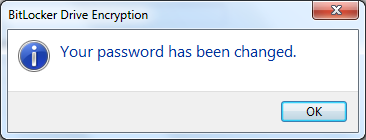 BitLocker Drive Encryption
Your password has been changed.
OK